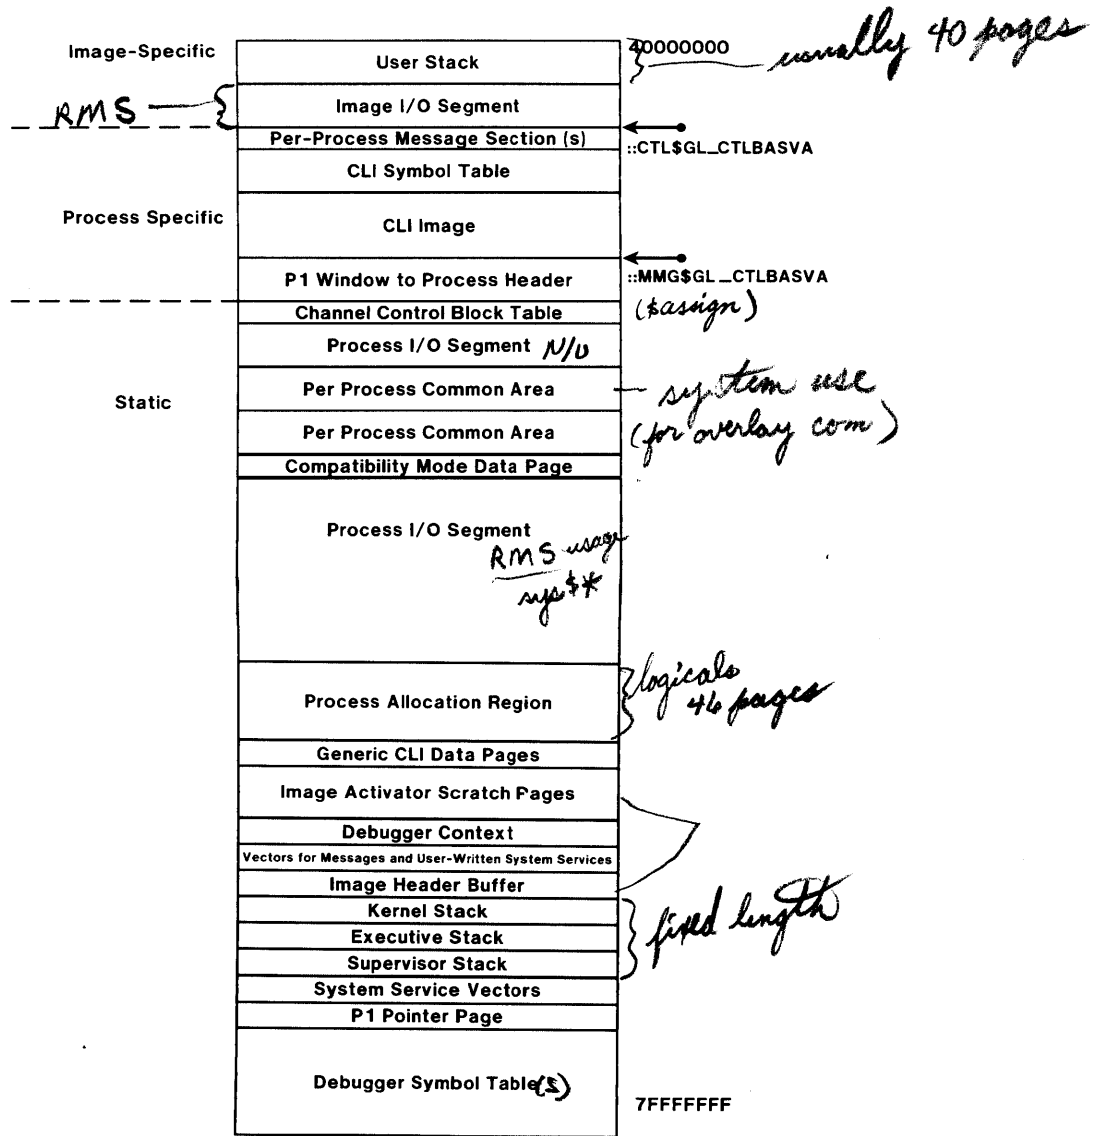 Image-Specific
40000000
usually 40 pages
User Stack
RMS
Image I/O Segment
Per-Process Message Section (s)
::CTL$GL_CTLBASVA
CLI Symbol Table
Process Specific
CLI Image
P1 Window to Process Header
::MMG$GL_CTLBASVA
Channel Control Block Table
($assign)
Process I/O Segment N/U
Static
Per Process Common Area
system use
Per Process Common Area
(for overlay com)
Compatibility Mode Data Page
Process I/O Segment
RMS usage
sys$*
Process Allocation Region
logicals
46 pages
Generic CLI Data Pages
Image Activator Scratch Pages
Debugger Context
Vectors for Messages and User-Written System Services
Image Header Buffer
Kernel Stack
Executive Stack
fixed length
Supervisor Stack
System Service Vectors
P1 Pointer Page
Debugger Symbol Table(s)
7FFFFFFF